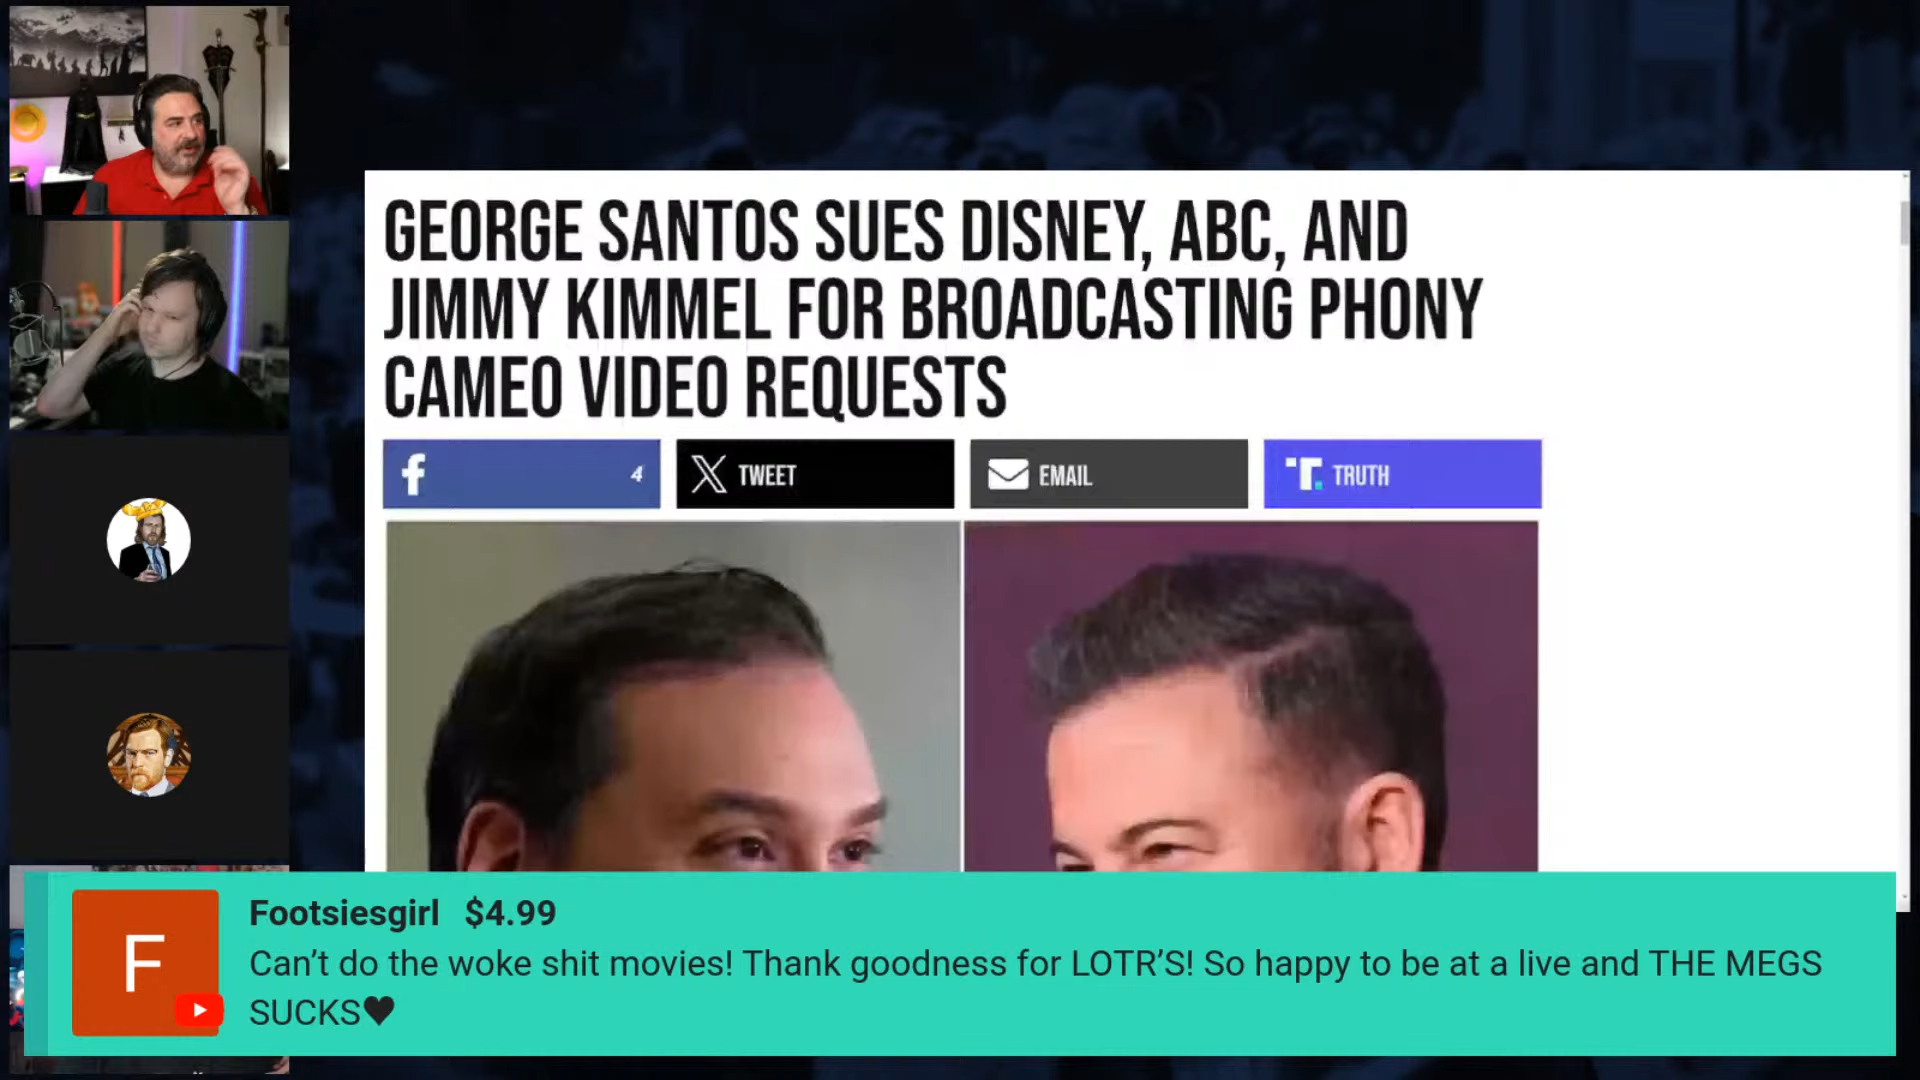 GEORGE SANTOS SUES DISNEY, ABC, AND
JIMMY KIMMEL FOR BROADCASTING PHONY
CAMEO VIDEO REQUESTS
4
TWEET
EMAIL
TRUTH
Footsiesgirl $4.99
F
Can’t do the woke shit movies! Thank goodness for LOTR’S! So happy to be at a live and THE MEGS
SUCKS🖤